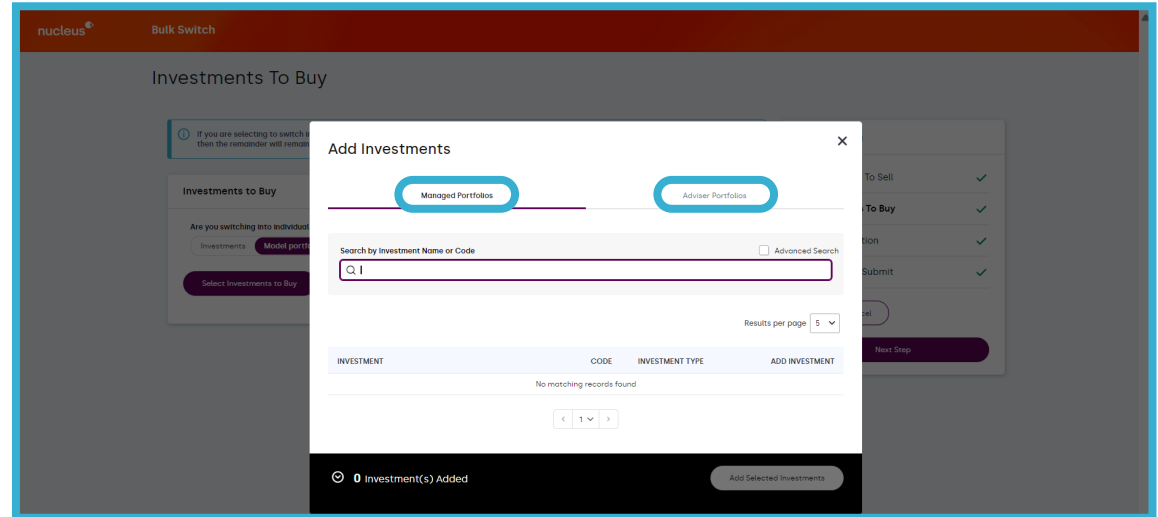 nucleus
Bulk Switch
Investments To Buy
If you are selecting to switch i
then the remainder will remain
Add Investments
Managed Portfolios
Adviser Portfolios
Investments to Buy
Are you switching into individual
Investments
Model portf
Select Investments to Buy
Search by Investment Name or Code
Advanced Search
Results per page 5
INVESTMENT CODE INVESTMENT TYPE ADD INVESTMENT
No matching records found
1
0 Investment(s) Added
Add Selected Investments
To Sell
To Buy
tion
Submit
cel
Next Step